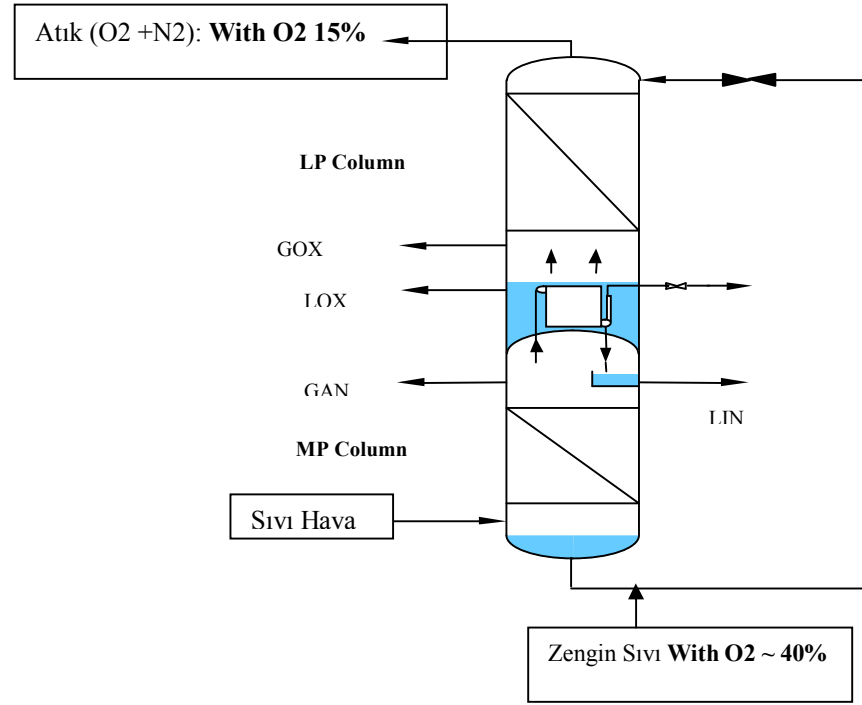 Atık (O2 +N2): With O2 15%
LP Column
GOX
LOX
GAN
LIN
MP Column
Sıvı Hava
Zengin Sıvı With O2 ~ 40%